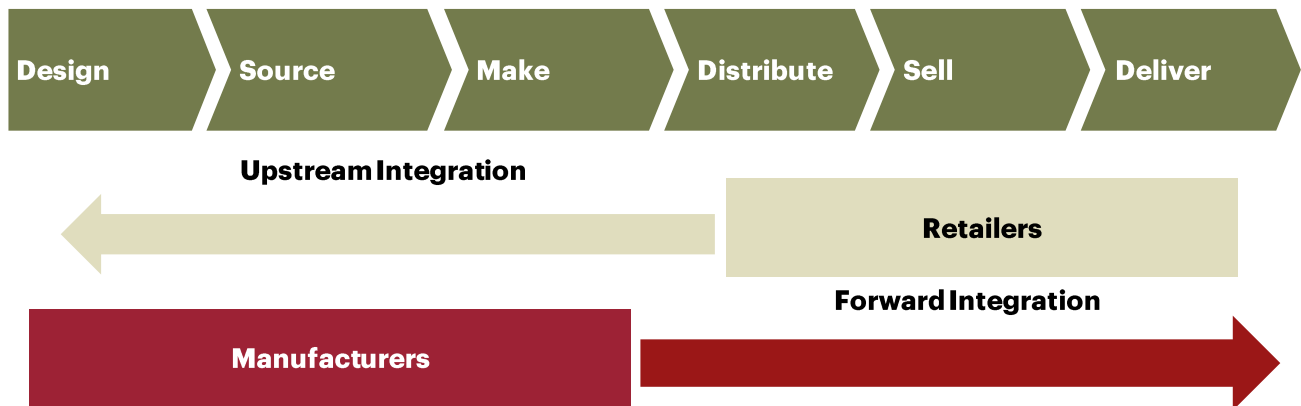 Design Source Make Distribute Sell Deliver
Upstream Integration
Retailers
Forward Integration
Manufacturers